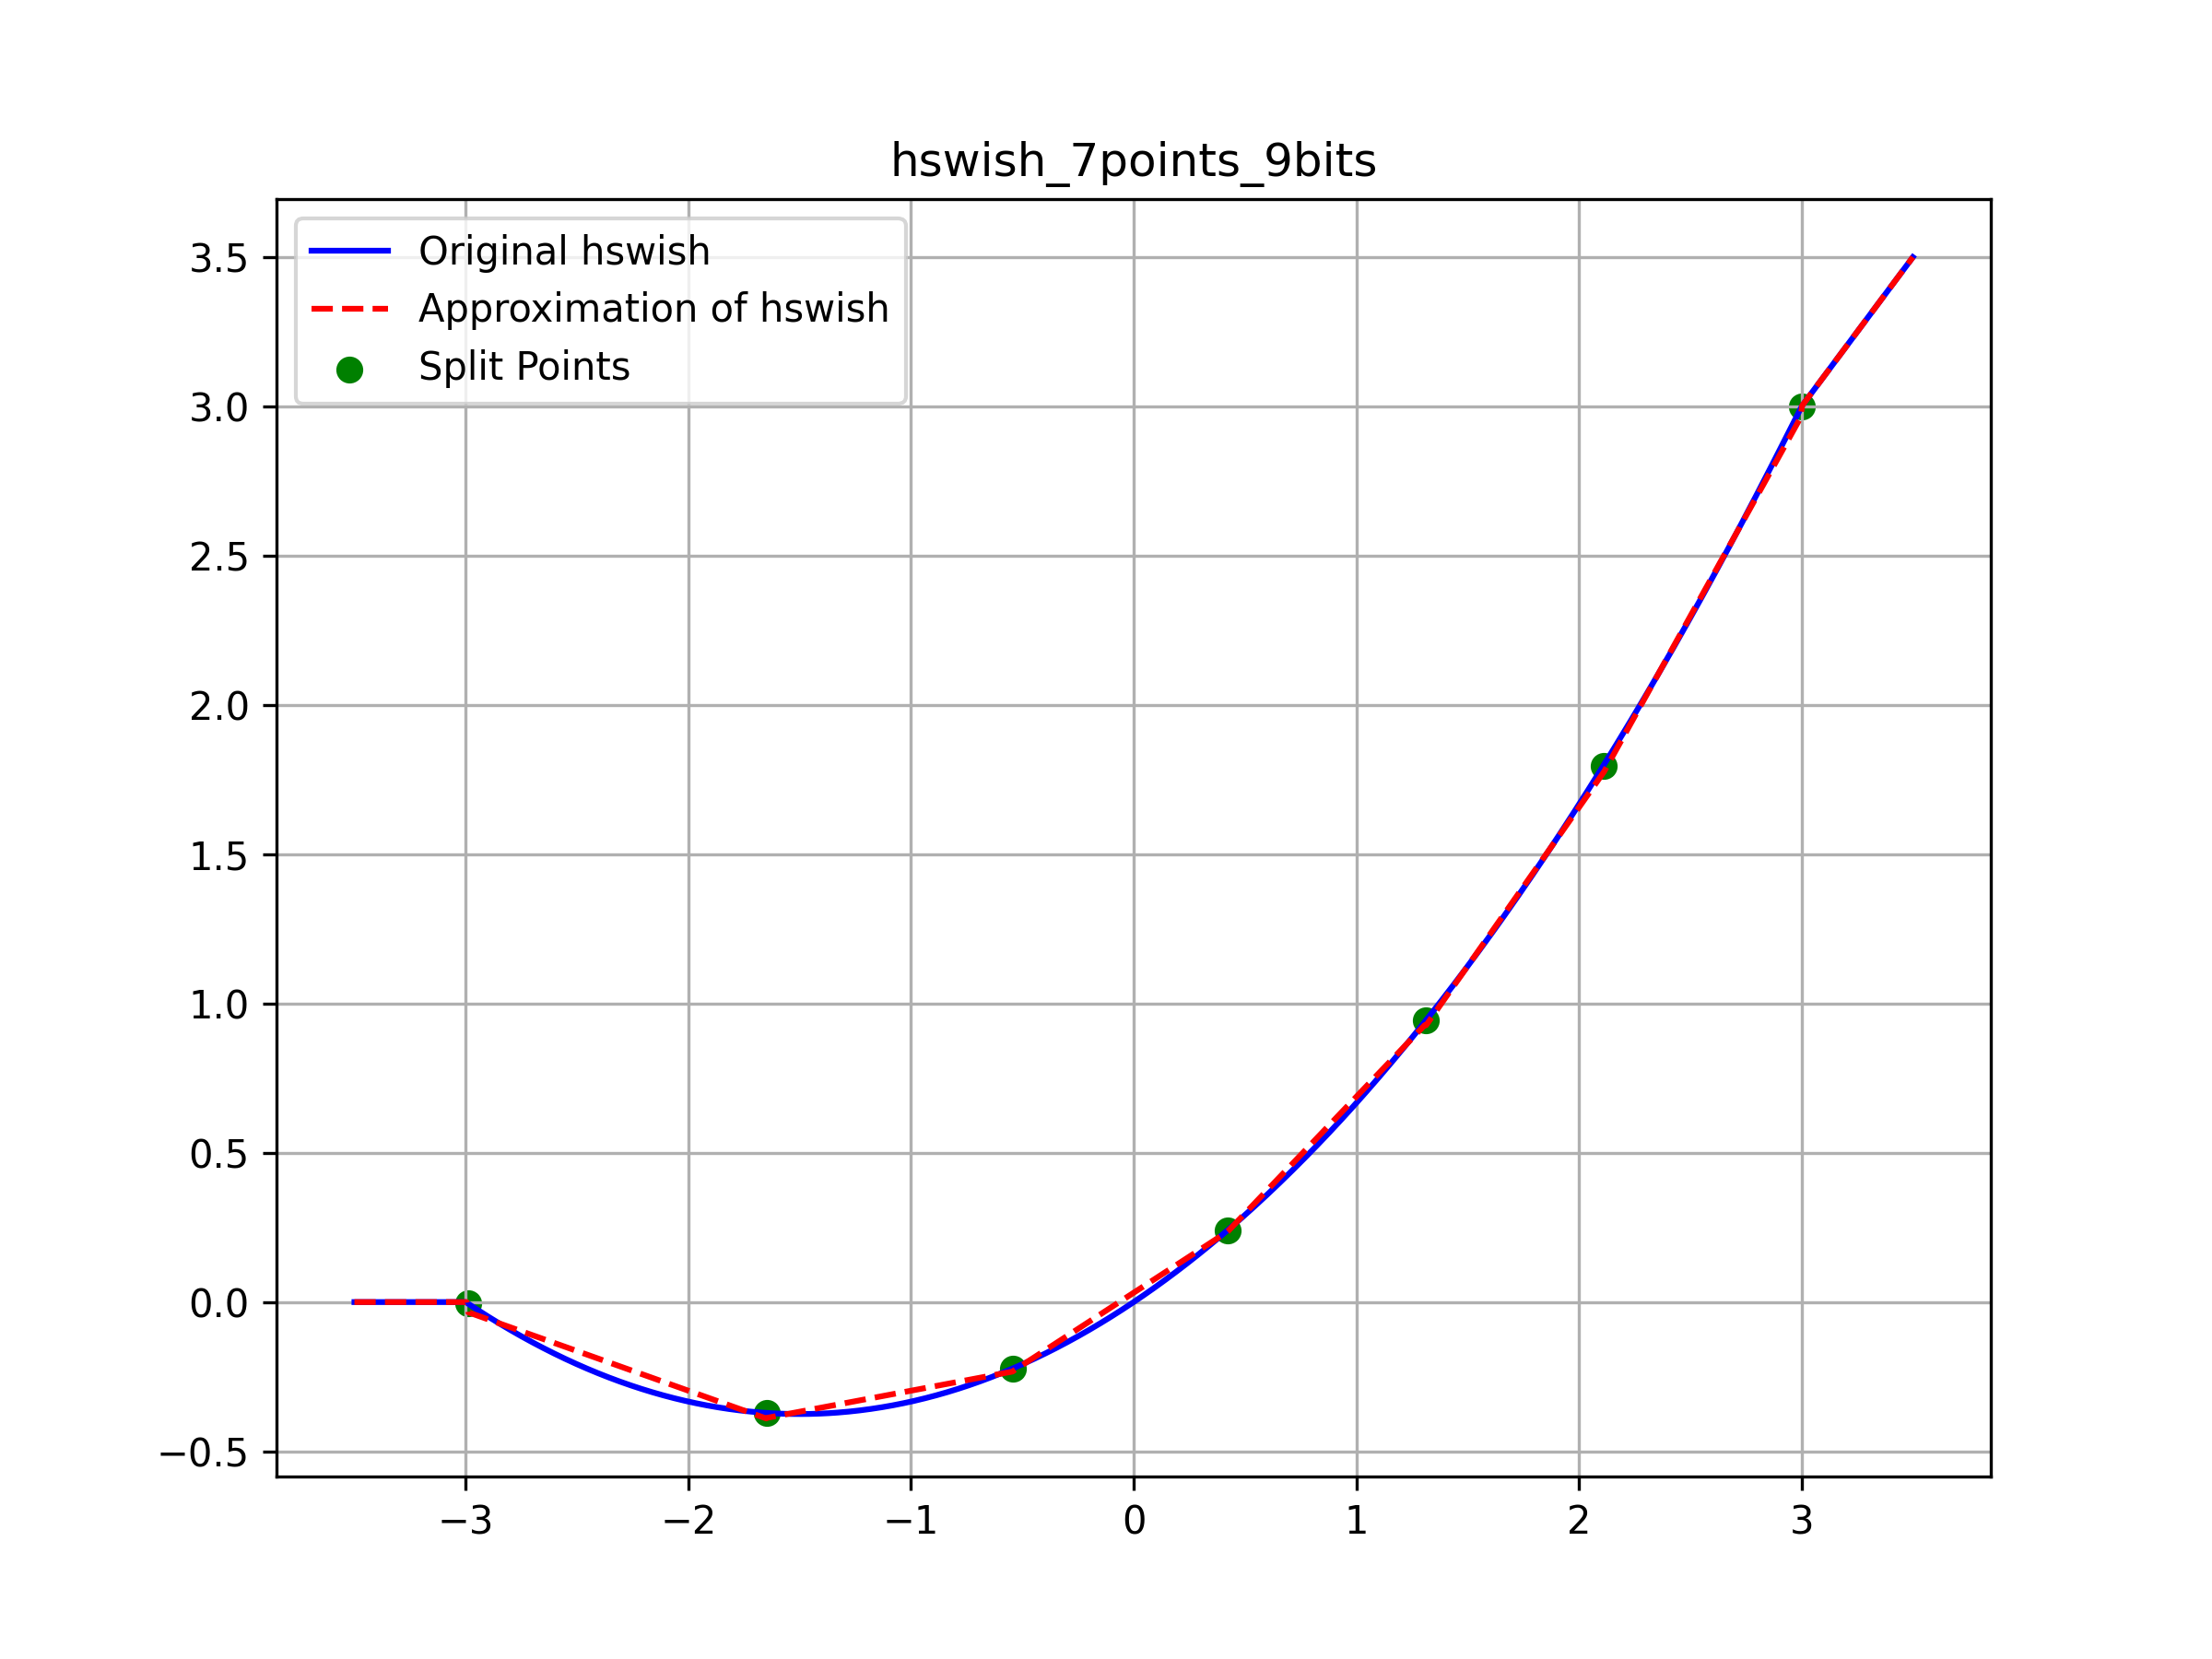 hswish_7points_9bits
Original hswish
Approximation of hswish
Split Points
3.5
3.0
2.5
2.0
1.5
1.0
0.5
0.0
−0.5
−3 −2 −1 0 1 2 3